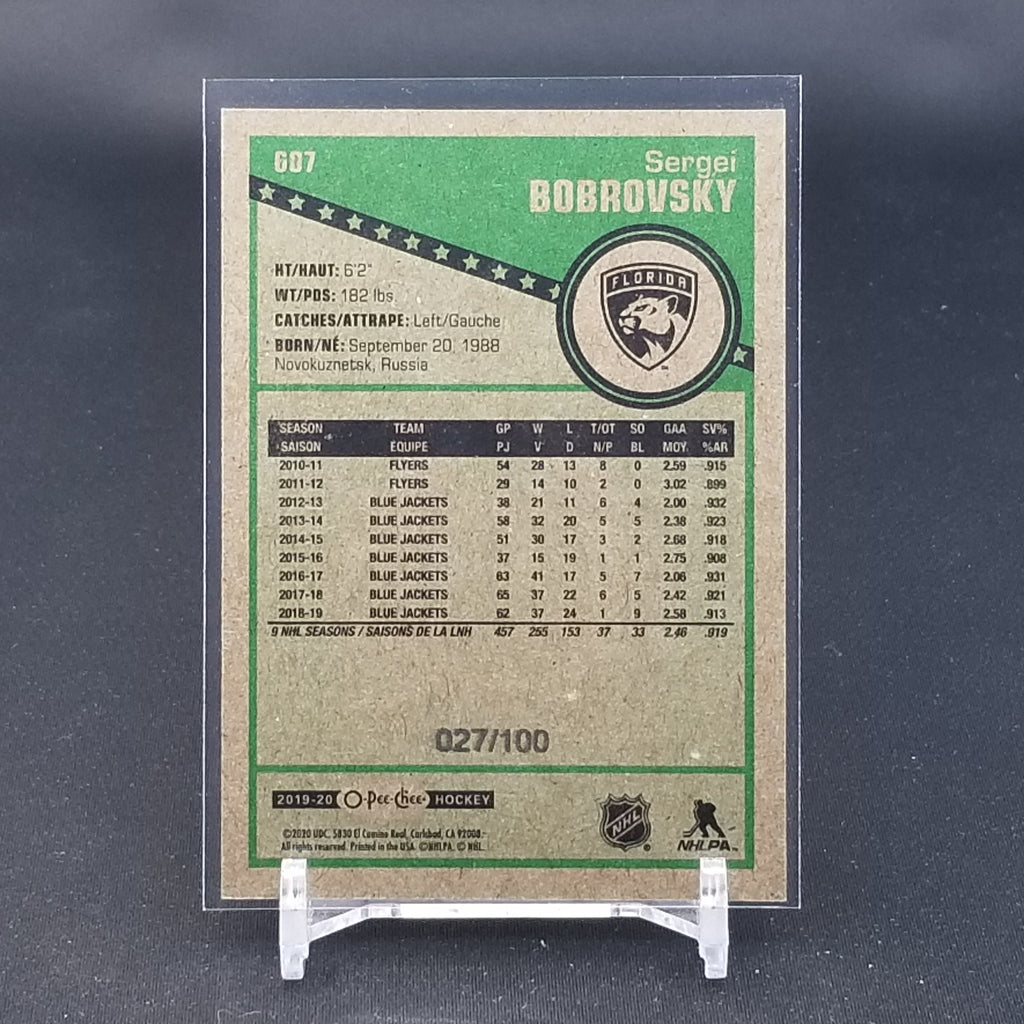 607
Sergei
BOBROVSKY
FLORIDA
HT/HAUT: 6'2"
WT/PDS: 182 lbs.
CATCHES/ATTRAPE: Left/Gauche
BORN/NÉ: September 20, 1988
Novokuznetsk, Russia
SEASON TEAM GP W L T/OT SO GAA SV%
SAISON ÉQUIPE PJ V D N/P BL MOY. %AR
2010-11 FLYERS 54 28 13 8 0 2.59 .915
2011-12 FLYERS 29 14 10 2 0 3.02 .899
2012-13 BLUE JACKETS 38 21 11 6 4 2.00 .932
2013-14 BLUE JACKETS 58 32 20 5 5 2.38 .923
2014-15 BLUE JACKETS 51 30 17 3 2 2.68 .918
2015-16 BLUE JACKETS 37 15 19 1 1 2.75 .908
2016-17 BLUE JACKETS 63 41 17 5 7 2.06 .931
2017-18 BLUE JACKETS 65 37 22 6 5 2.42 .921
2018-19 BLUE JACKETS 62 37 24 1 9 2.58 .913
9 NHL SEASONS / SAISONS DE LA LNH 457 255 153 37 33 2.46 .919
027/100
2019-20 O-Pee-Chee HOCKEY
©2020 UDC, 5830 El Camino Real, Carlsbad, CA 92008.
All rights reserved. Printed in the USA. ©NHLPA. © NHL.
NHL
NHLPA